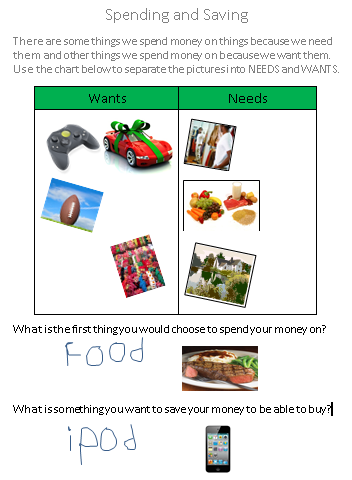 Spending and Saving
There are some things we spend money on things because we need
them and other things we spend money on because we want them.
Use the chart below to separate the pictures into NEEDS and WANTS.
Wants Needs
What is the first thing you would choose to spend your money on?
Food
What is something you want to save your money to be able to buy?
ipod